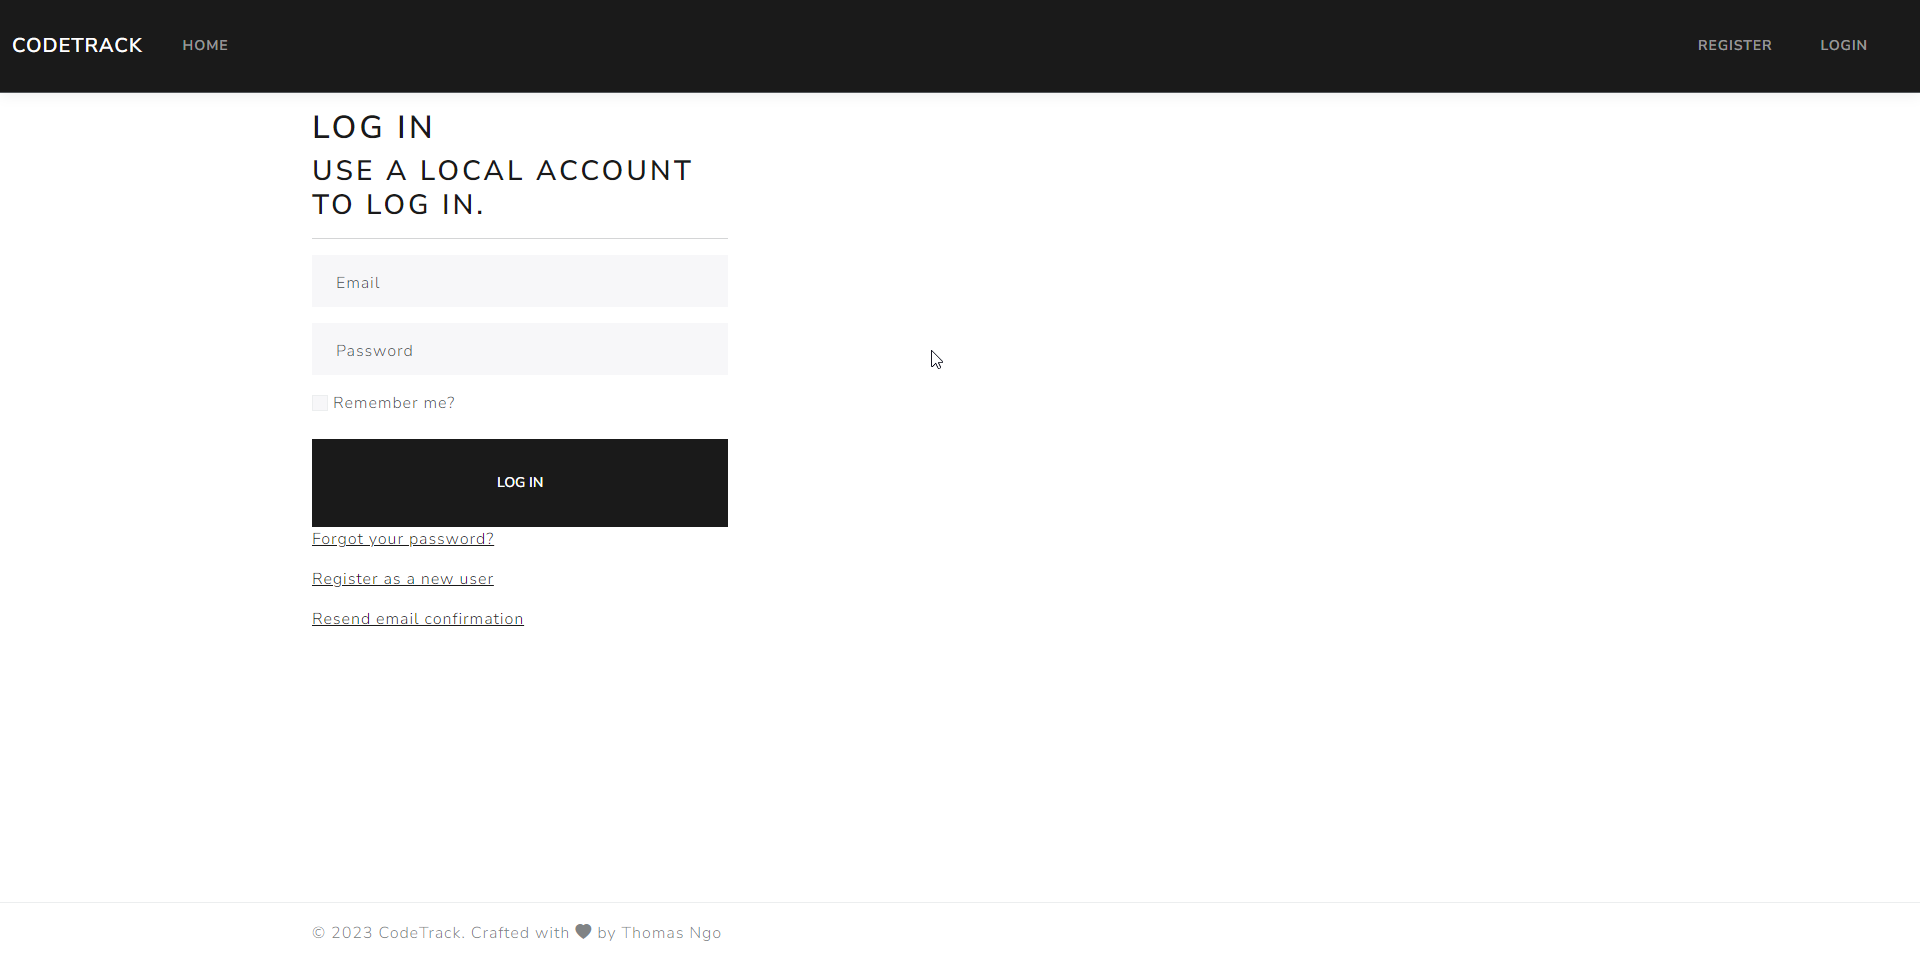 CODETRACK HOME REGISTER LOGIN
LOG IN
USE A LOCAL ACCOUNT
TO LOG IN.
Email
Password
Remember me?
LOG IN
Forgot your password?
Register as a new user
Resend email confirmation
© 2023 CodeTrack. Crafted with 🖤 by Thomas Ngo